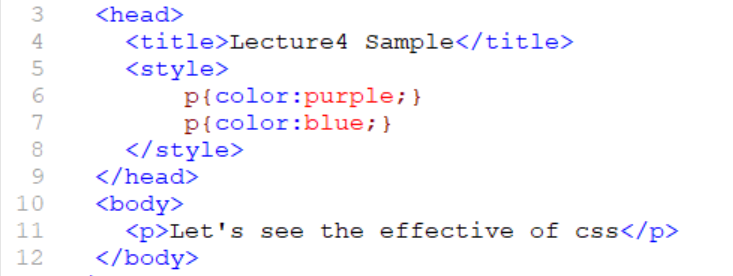 3 <head>
4 <title>Lecture4 Sample</title>
5 <style>
6 p{color:purple;}
7 p{color:blue;}
8 </style>
9 </head>
10 <body>
11 <p>Let's see the effective of css</p>
12 </body>